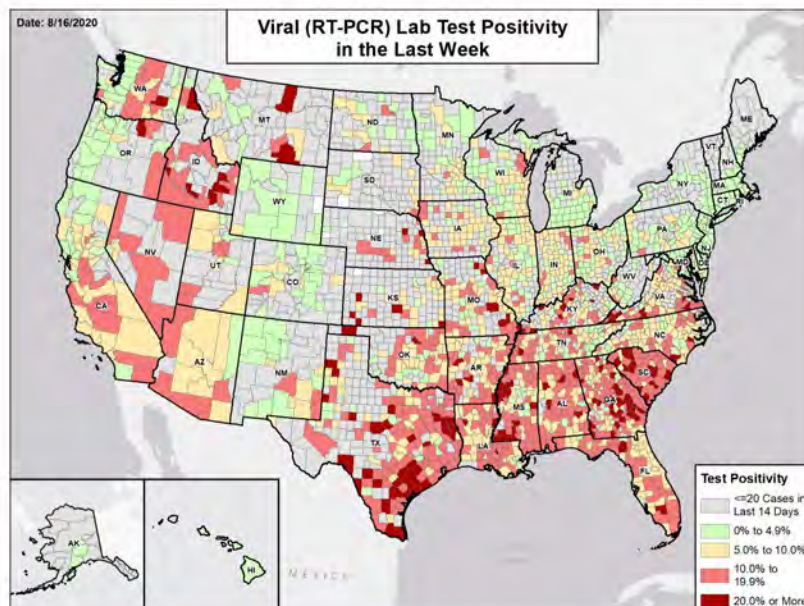 Date: 8/16/2020
Viral (RT-PCR) Lab Test Positivity
in the Last Week
WA
MT
ND
MN
ME
VT
NH
OR
ID
SD
WI
MI
NY
MA
CT
RI
WY
IA
PA
NJ
NE
NV
UT
CO
IL
IN
OH
MD
DE
WV
VA
CA
KS
MO
KY
NC
TN
AZ
NM
OK
AR
SC
MS
AL
GA
TX
LA
FL
AK
HI
MEXICO
Test Positivity
<=20 Cases in
Last 14 Days
0% to 4.9%
5.0% to 10.0%
10.0% to
19.9%
20.0% or More